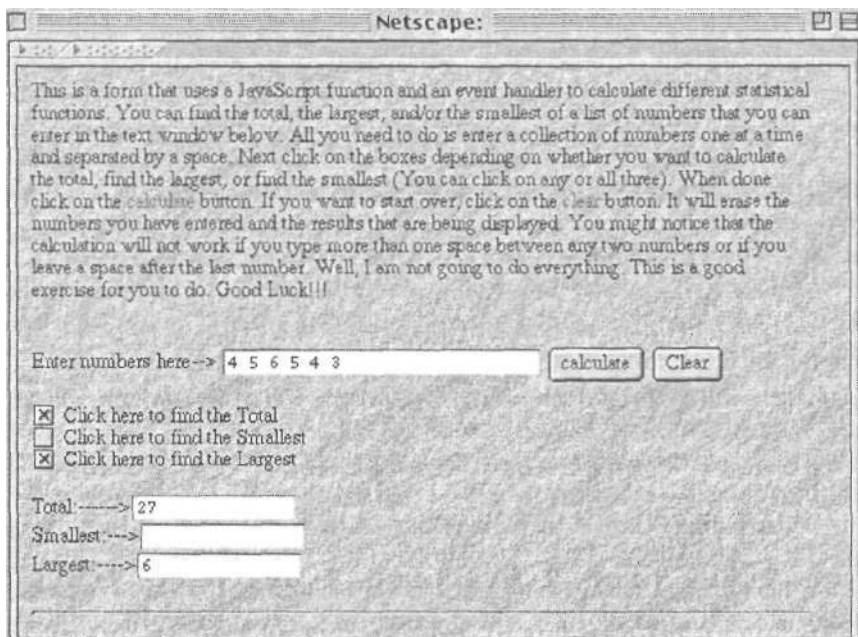 Netscape:
This is a form that uses a JavaScript function and an event handler to calculate different statistical
functions. You can find the total, the largest, and/or the smallest of a list of numbers that you can
enter in the text window below. All you need to do is enter a collection of numbers one at a time
and separated by a space. Next click on the boxes depending on whether you want to calculate
the total, find the largest, or find the smallest (You can click on any or all three). When done
click on the calculate button. If you want to start over, click on the clear button. It will erase the
numbers you have entered and the results that are being displayed. You might notice that the
calculation will not work if you type more than one space between any two numbers or if you
leave a space after the last number. Well, I am not going to do everything. This is a good
exercise for you to do. Good Luck!!!
Enter numbers here--> 4 5 6 5 4 3 calculate Clear
Click here to find the Total
Click here to find the Smallest
Click here to find the Largest
Total:------> 27
Smallest:--->
Largest:----> 6